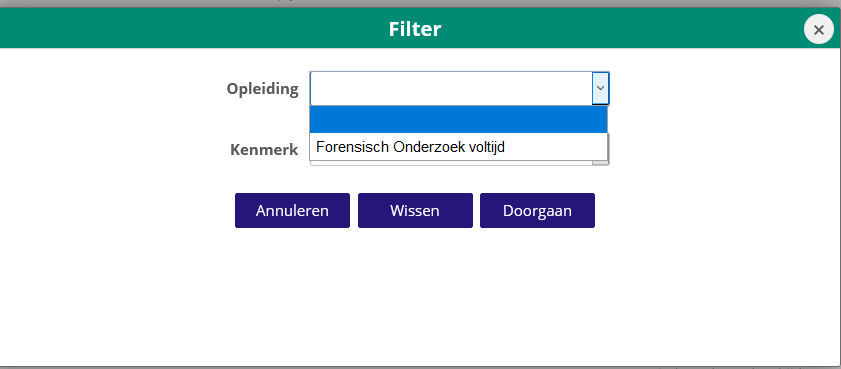 Filter
Opleiding
Forensisch Onderzoek voltijd
Kenmerk
Annuleren Wissen Doorgaan